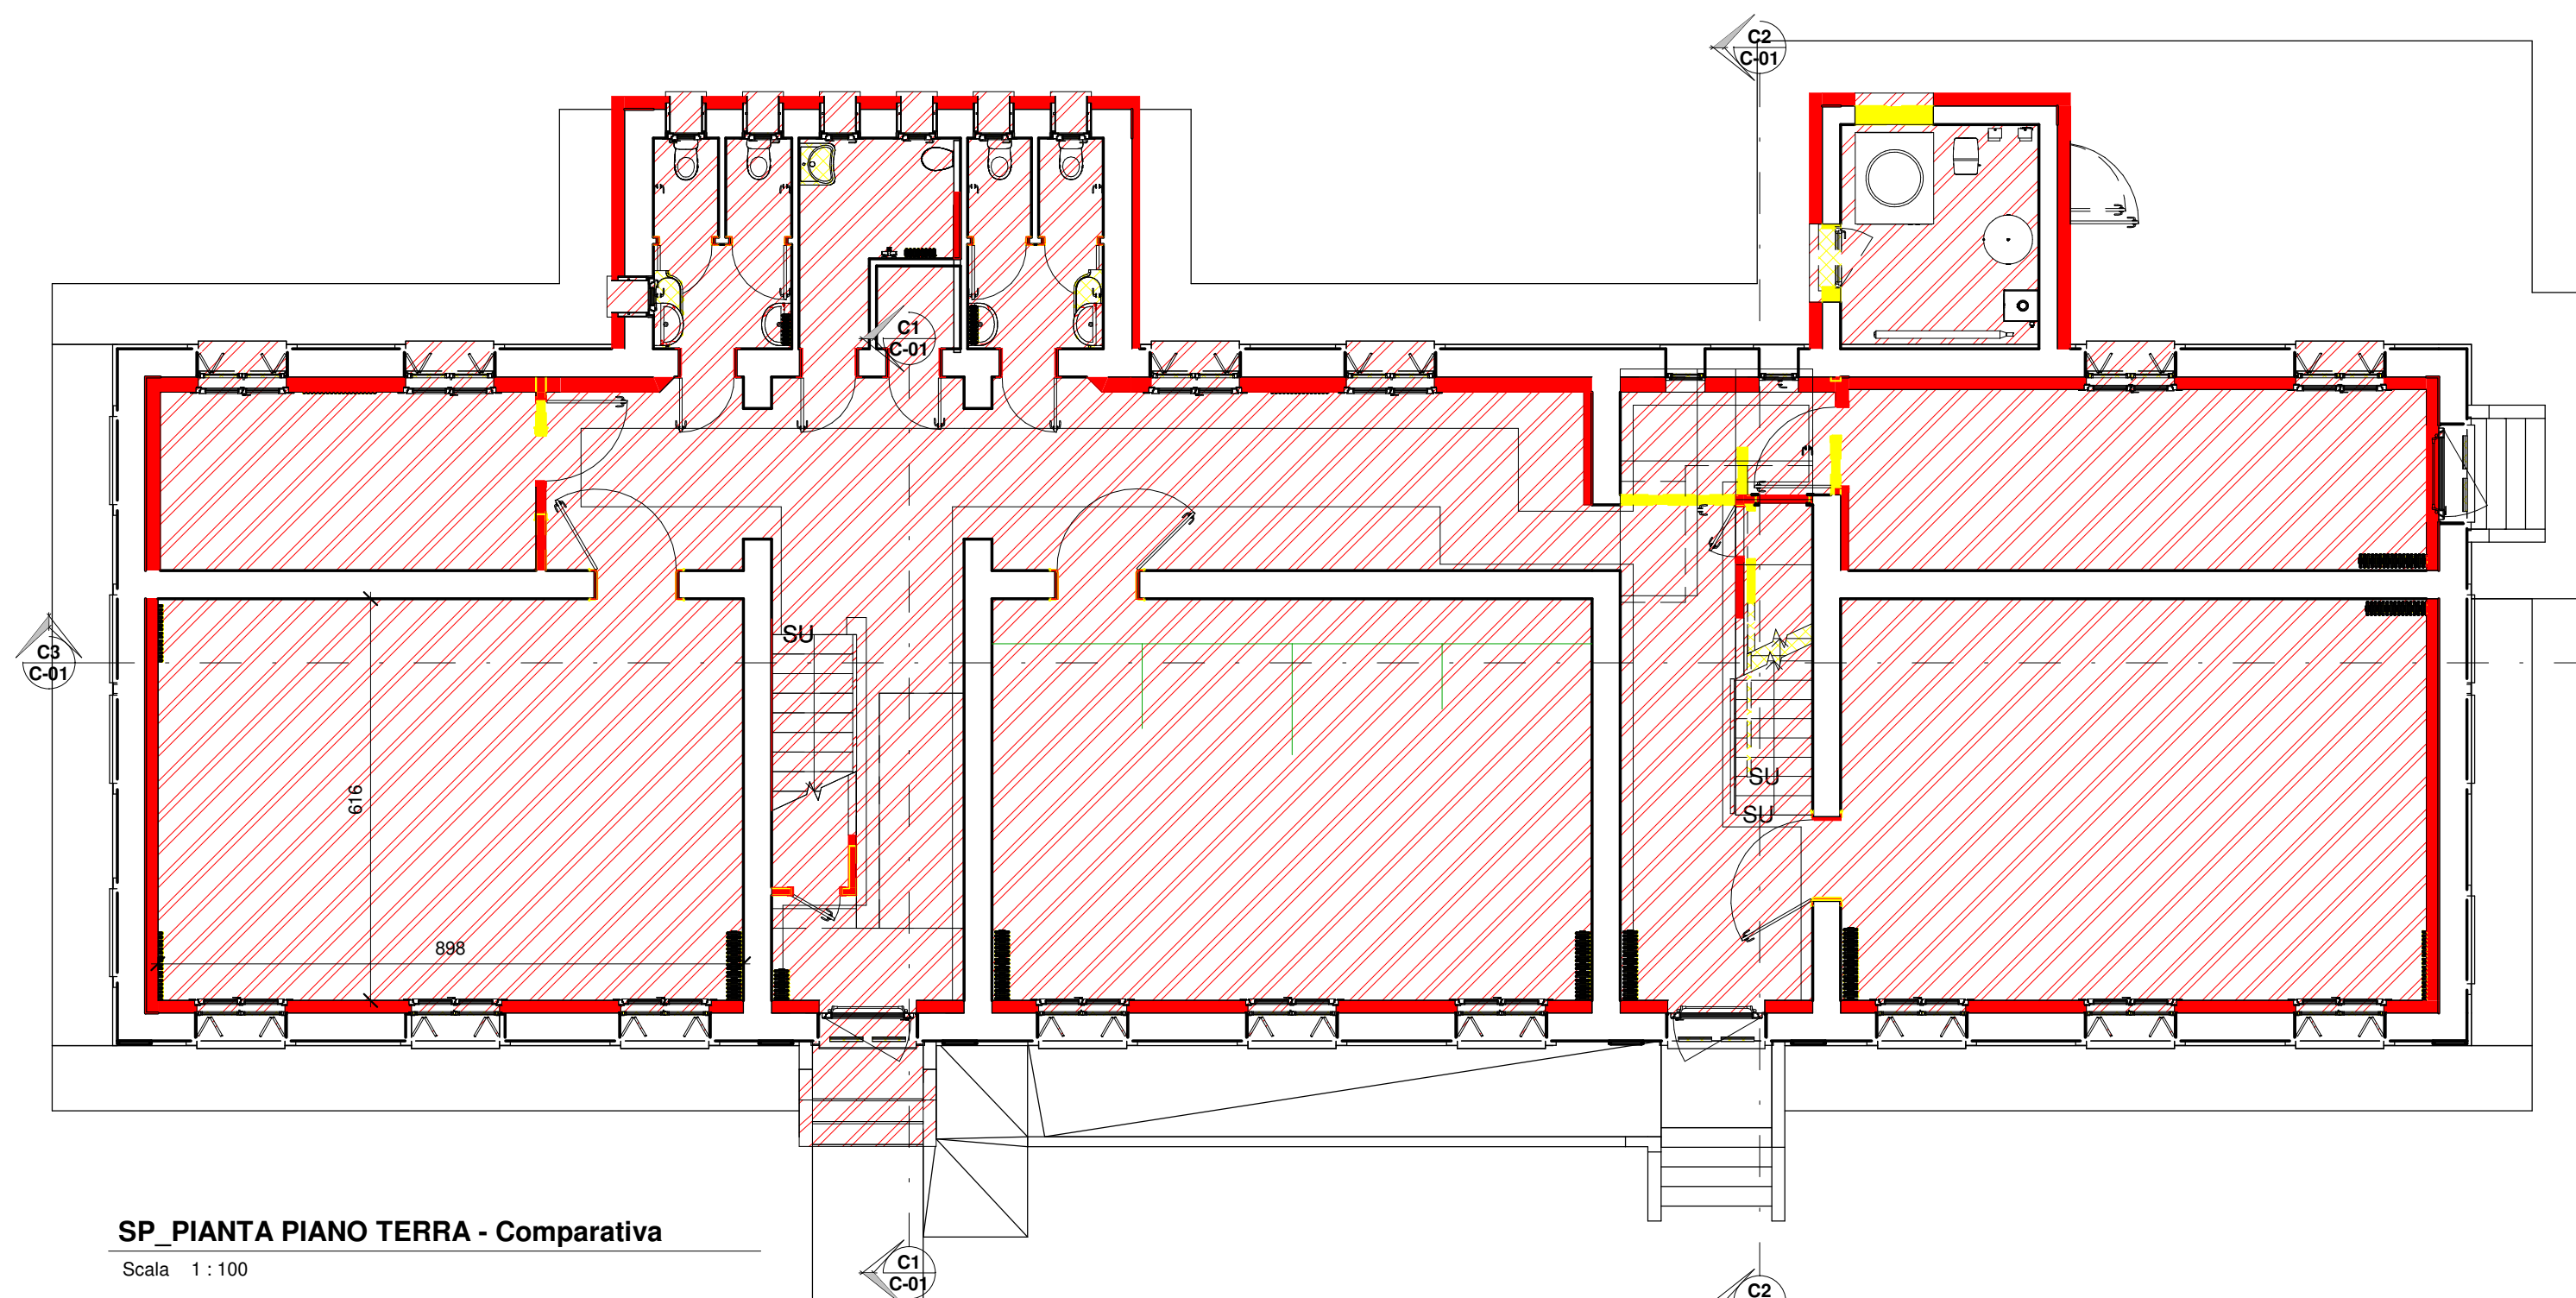 C2
C-01
C1
C-01
SU
C3
C-01
616
SU
SU
898
SP_PIANTA PIANO TERRA - Comparativa
Scala 1 : 100
C1
C-01
C2